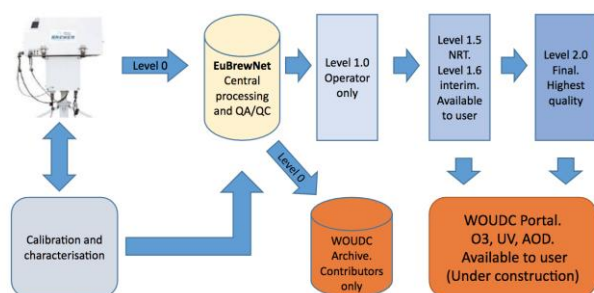 BREWER
Level 0
EuBrewNet
Central
processing
and QA/QC
Level 1.0
Operator
only
Level 1.5
NRT.
Level 1.6
interim.
Available
to user
Level 2.0
Final.
Highest
quality
Level 0
Calibration and
characterisation
WOUDC
Archive.
Contributors
only
WOUDC Portal.
O3, UV, AOD.
Available to user
(Under construction)